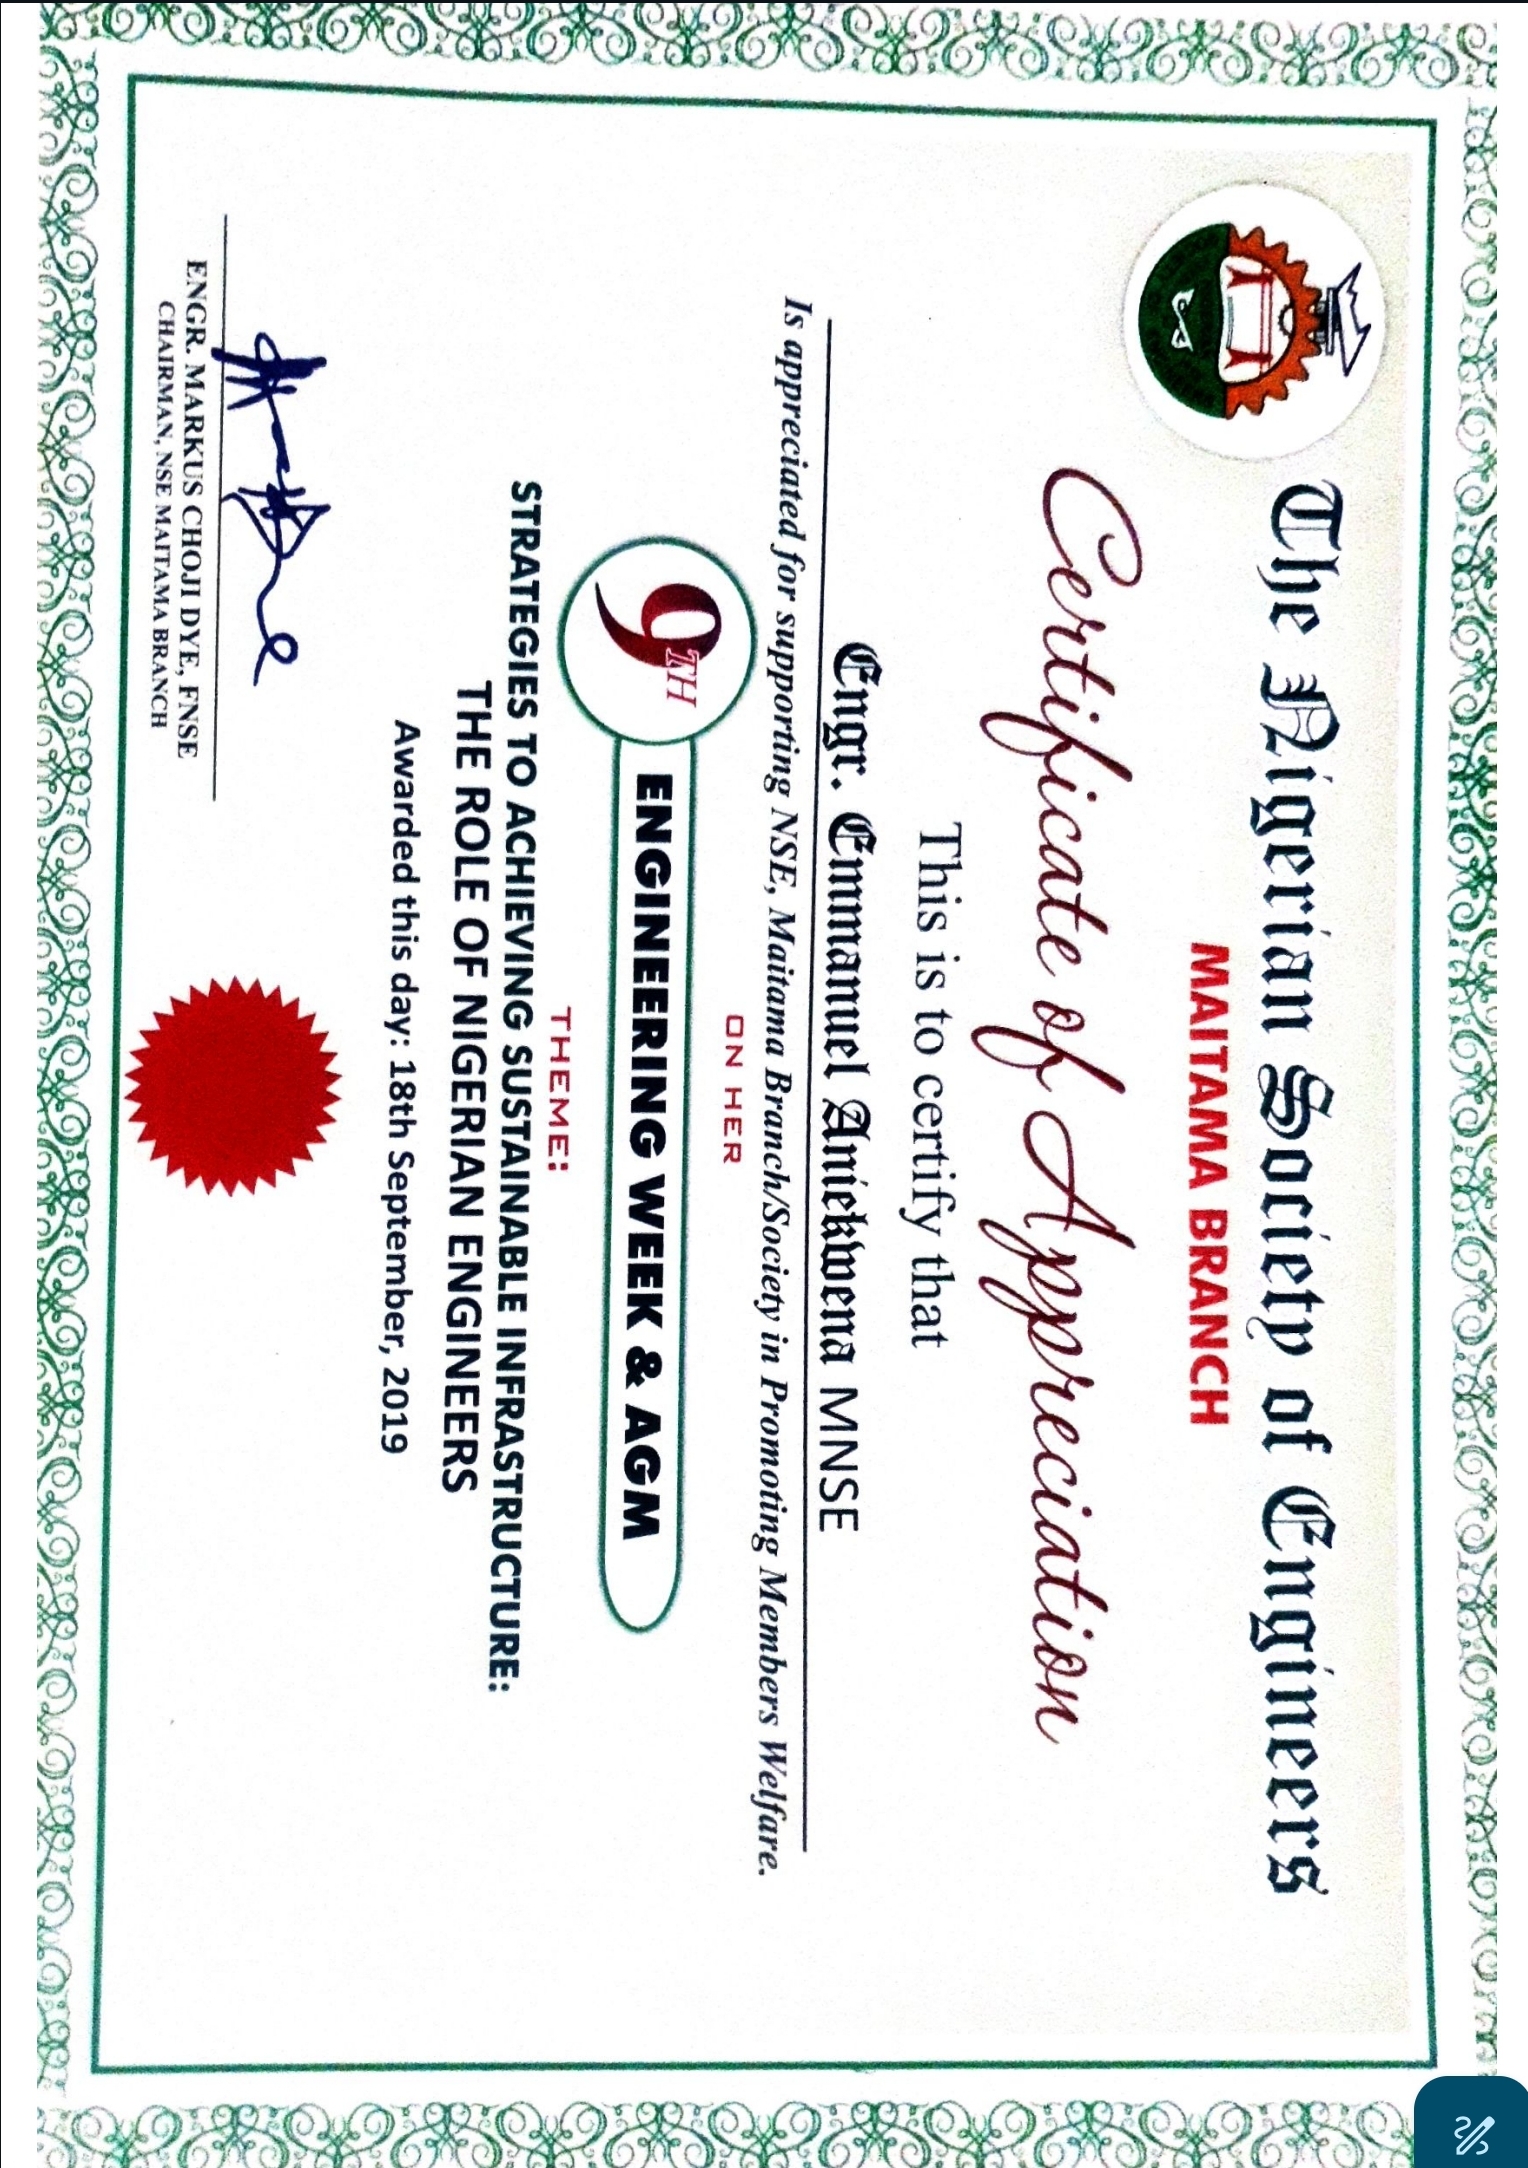 The Nigerian Society of Engineers
MAITAMA BRANCH
Certificate of Appreciation
This is to certify that
Engr. Emmanuel Aniekwena MNSE
Is appreciated for supporting NSE, Maitama Branch/Society in Promoting Members Welfare.
ON HER
9TH ENGINEERING WEEK & AGM
THEME:
STRATEGIES TO ACHIEVING SUSTAINABLE INFRASTRUCTURE:
THE ROLE OF NIGERIAN ENGINEERS
Awarded this day: 18th September, 2019
ENGR. MARKUS CHOJI DYE, FNSE
CHAIRMAN, NSE MAITAMA BRANCH